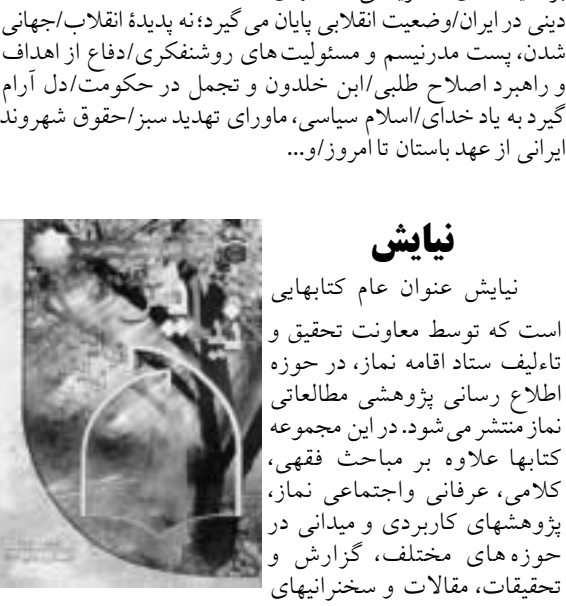 دینی در ایران/وضعیت انقلابی پایان می‌گیرد؛نه پدیدۀ انقلاب/جهانی
شدن، پست مدرنیسم و مسئولیت‌های روشنفکری/دفاع از اهداف
و راهبرد اصلاح طلبی/ابن خلدون و تجمل در حکومت/دل آرام
گیرد به یاد خدای/اسلام سیاسی، ماورای تهدید سبز/حقوق شهروند
ایرانی از عهد باستان تا امروز/و...
نیایش
نیایش عنوان عام کتابهایی
است که توسط معاونت تحقیق و
تاءلیف ستاد اقامه نماز، در حوزه
اطلاع رسانی پژوهشی مطالعاتی
نماز منتشر می‌شود. در این مجموعه
کتابها علاوه بر مباحث فقهی،
کلامی، عرفانی واجتماعی نماز،
پژوهشهای کاربردی و میدانی در
حوزه‌های مختلف، گزارش و
تحقیقات، مقالات و سخنرانیهای